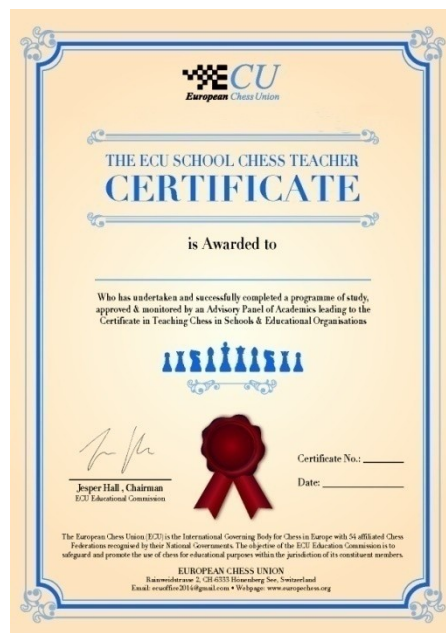 ECU
European Chess Union
THE ECU SCHOOL CHESS TEACHER
CERTIFICATE
is Awarded to
Who has undertaken and successfully completed a programme of study,
approved & monitored by an Advisory Panel of Academics leading to the
Certificate in Teaching Chess in Schools & Educational Organisations
Jesper Hall , Chairman
ECU Educational Commission
Certificate No.: ________
Date: ________________
The European Chess Union (ECU) is the International Governing Body for Chess in Europe with 54 affiliated Chess
Federations recognised by their National Governments. The objective of the ECU Education Commission is to
safeguard and promote the use of chess for educational purposes within the jurisdiction of its constituent members.
EUROPEAN CHESS UNION
Rainweidstrasse 2, CH-6333 Hünenberg See, Switzerland
Email: ecuoffice2014@gmail.com • Webpage: www.europechess.org